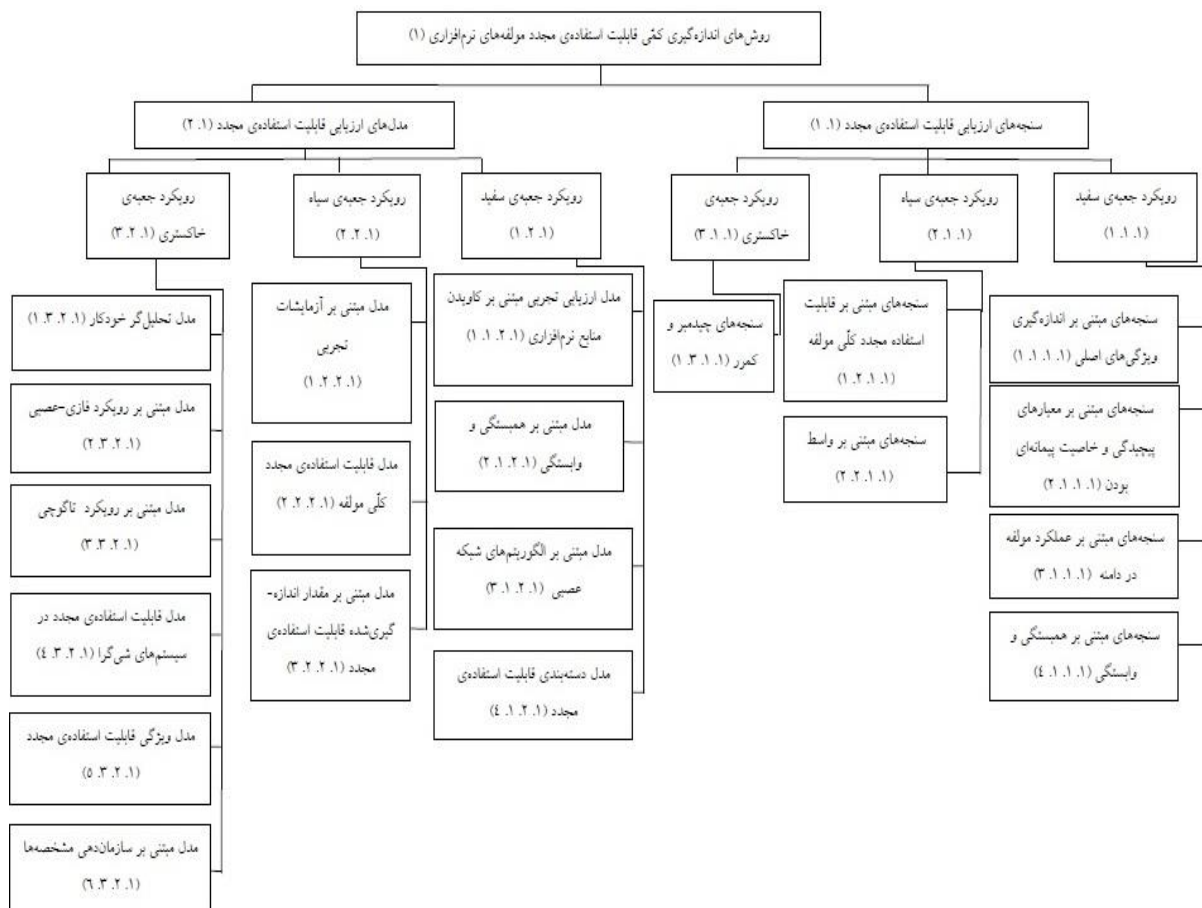 روش‌های اندازه‌گیری کمّی قابلیت استفاده‌ی مجدد مولفه‌های نرم‌افزاری (۱)
سنجه‌های ارزیابی قابلیت استفاده‌ی مجدد (۱. ۱)
مدل‌های ارزیابی قابلیت استفاده‌ی مجدد (۱. ۲)
رویکرد جعبه‌ی سفید
(۱. ۱. ۱)
رویکرد جعبه‌ی سیاه
(۱. ۱. ۲)
رویکرد جعبه‌ی
خاکستری (۱. ۱. ۳)
رویکرد جعبه‌ی سفید
(۱. ۲. ۱)
رویکرد جعبه‌ی سیاه
(۱. ۲. ۲)
رویکرد جعبه‌ی
خاکستری (۱. ۲. ۳)
سنجه‌های مبتنی بر اندازه‌گیری
ویژگی‌های اصلی (۱. ۱. ۱. ۱)
سنجه‌های مبتنی بر معیارهای
پیچیدگی و خاصیت پیمانه‌ای
بودن (۱. ۱. ۱. ۲)
سنجه‌های مبتنی بر عملکرد مولفه
در دامنه (۱. ۱. ۱. ۳)
سنجه‌های مبتنی بر همبستگی و
وابستگی (۱. ۱. ۱. ٤)
سنجه‌های مبتنی بر قابلیت
استفاده مجدد کلّی مولفه
(۱. ۱. ۲. ۱)
سنجه‌های مبتنی بر واسط
(۱. ۱. ۲. ۲)
سنجه‌های چیدمبر و
کمرر (۱. ۱. ۳. ۱)
مدل ارزیابی تجربی مبتنی بر کاویدن
منابع نرم‌افزاری (۱. ۲. ۱. ۱)
مدل مبتنی بر همبستگی و
وابستگی (۱. ۲. ۱. ۲)
مدل مبتنی بر الگوریتم‌های شبکه
عصبی (۱. ۲. ۱. ۳)
مدل دسته‌بندی قابلیت استفاده‌ی
مجدد (۱. ۲. ۱. ٤)
مدل مبتنی بر آزمایشات
تجربی
(۱. ۲. ۲. ۱)
مدل قابلیت استفاده‌ی مجدد
کلّی مولفه (۱. ۲. ۲. ۲)
مدل مبتنی بر مقدار اندازه-
گیری‌شده قابلیت استفاده‌ی
مجدد (۱. ۲. ۲. ۳)
مدل تحلیل‌گر خودکار (۱. ۲. ۳. ۱)
مدل مبتنی بر رویکرد فازی-عصبی
(۱. ۲. ۳. ۲)
مدل مبتنی بر رویکرد تاگوچی
(۱. ۲. ۳. ۳)
مدل قابلیت استفاده‌ی مجدد در
سیستم‌های شی‌گرا (۱. ۲. ۳. ٤)
مدل ویژگی قابلیت استفاده‌ی مجدد
(۱. ۲. ۳. ۵)
مدل مبتنی بر سازمان‌دهی مشخصه‌ها
(۱. ۲. ۳. ٦)